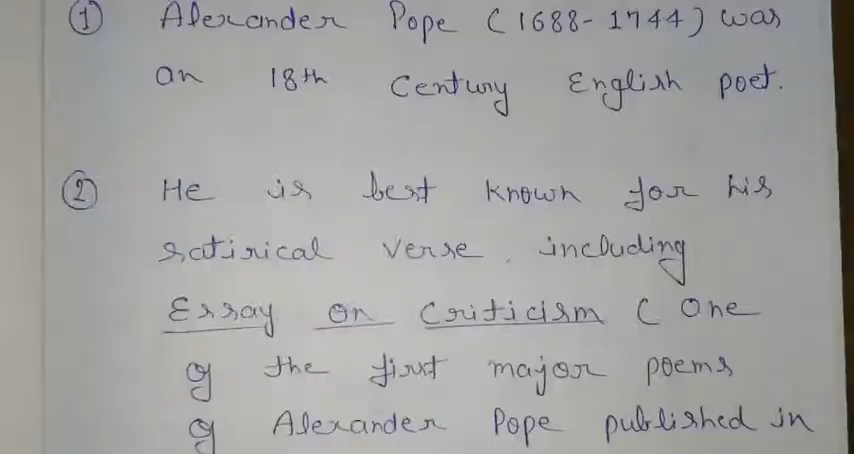 ① Alexander Pope (1688-1744) was
an 18th Century English poet.
② He is best known for his
satirical verse, including
Essay on Criticism ( One
of the first major poems
of Alexander Pope published in